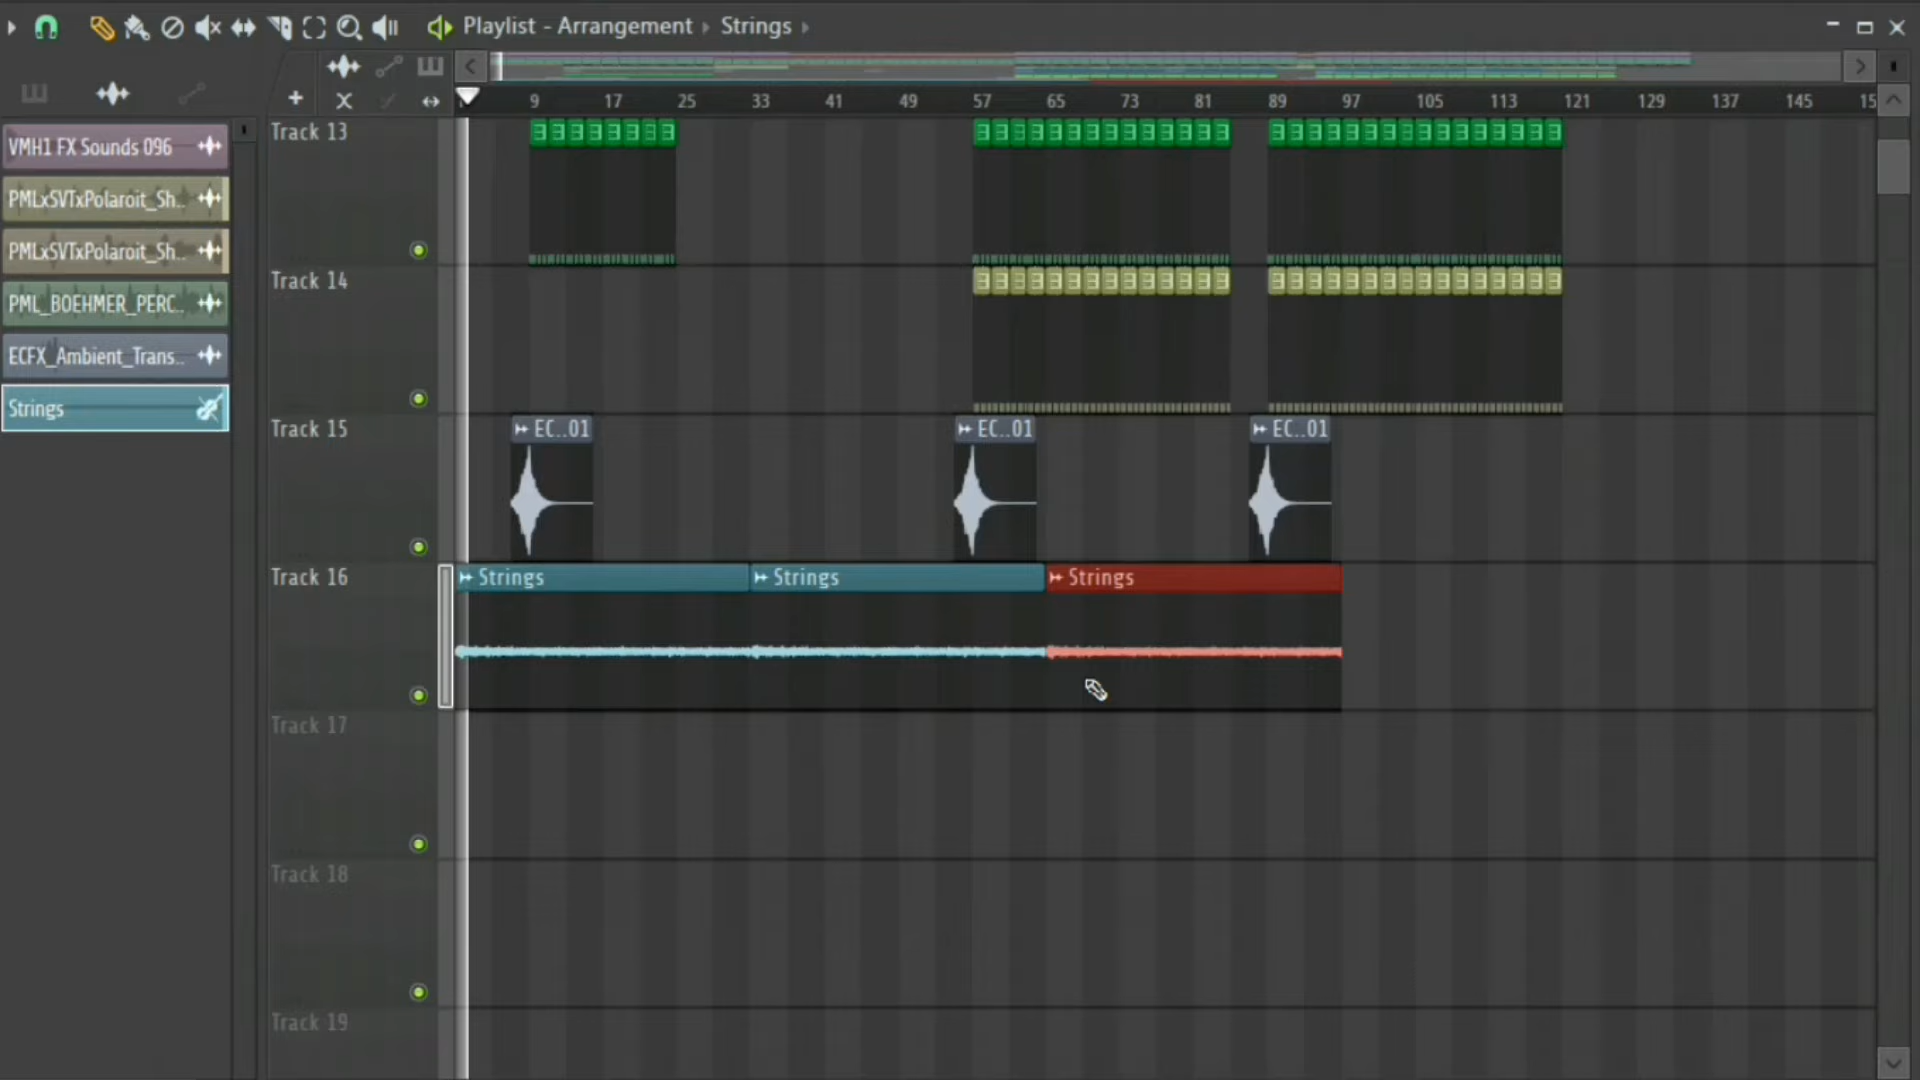 Playlist - Arrangement › Strings ›
9 17 25 33 41 49 57 65 73 81 89 97 105 113 121 129 137 145 15
VMH1 FX Sounds 096
PMLxSVTxPolaroit_Sh..
PMLxSVTxPolaroit_Sh..
PML_BOEHMER_PERC..
ECFX_Ambient_Trans..
Strings
Track 13
Track 14
Track 15
EC..01 EC..01 EC..01
Track 16
Strings Strings Strings
Track 17
Track 18
Track 19